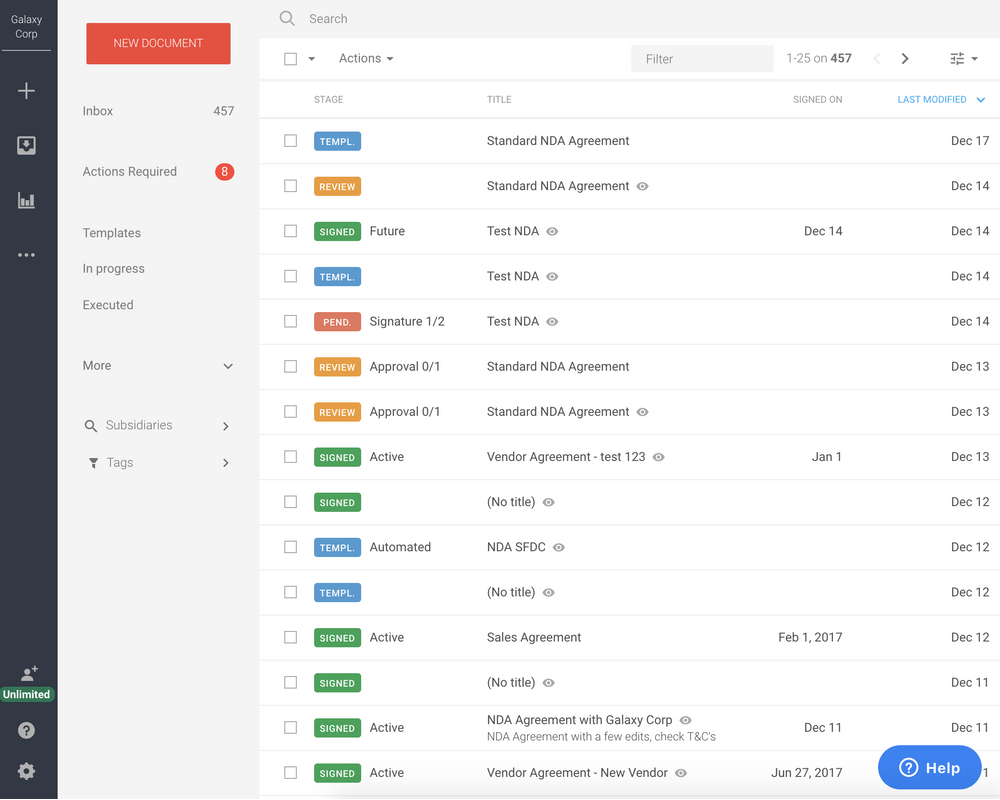 Galaxy
Corp
Unlimited
NEW DOCUMENT
Inbox 457
Actions Required 8
Templates
In progress
Executed
More
Subsidiaries
Tags
Search
Actions Filter 1-25 on 457
STAGE TITLE SIGNED ON LAST MODIFIED
TEMPL. Standard NDA Agreement Dec 17
REVIEW Standard NDA Agreement Dec 14
SIGNED Future Test NDA Dec 14 Dec 14
TEMPL. Test NDA Dec 14
PEND. Signature 1/2 Test NDA Dec 14
REVIEW Approval 0/1 Standard NDA Agreement Dec 13
REVIEW Approval 0/1 Standard NDA Agreement Dec 13
SIGNED Active Vendor Agreement - test 123 Jan 1 Dec 13
SIGNED (No title) Dec 12
TEMPL. Automated NDA SFDC Dec 12
TEMPL. (No title) Dec 12
SIGNED Active Sales Agreement Feb 1, 2017 Dec 12
SIGNED (No title) Dec 11
SIGNED Active NDA Agreement with Galaxy Corp Dec 11 Dec 11
NDA Agreement with a few edits, check T&C's
SIGNED Active Vendor Agreement - New Vendor Jun 27, 2017 1
Help